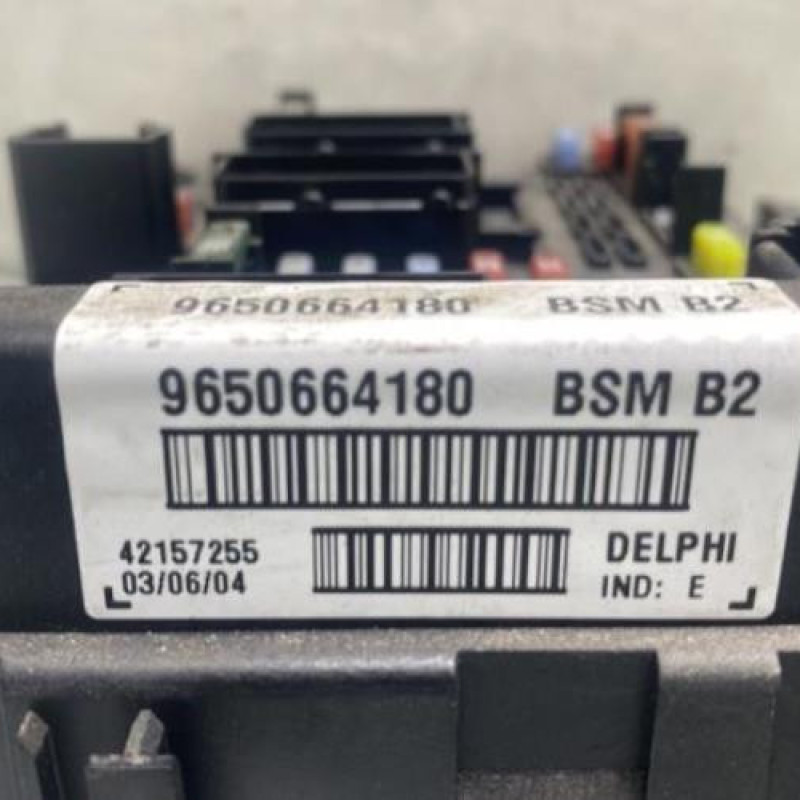 9650664180 BSM B2
9650664180 BSM B2
42157255
03/06/04
DELPHI
IND: E